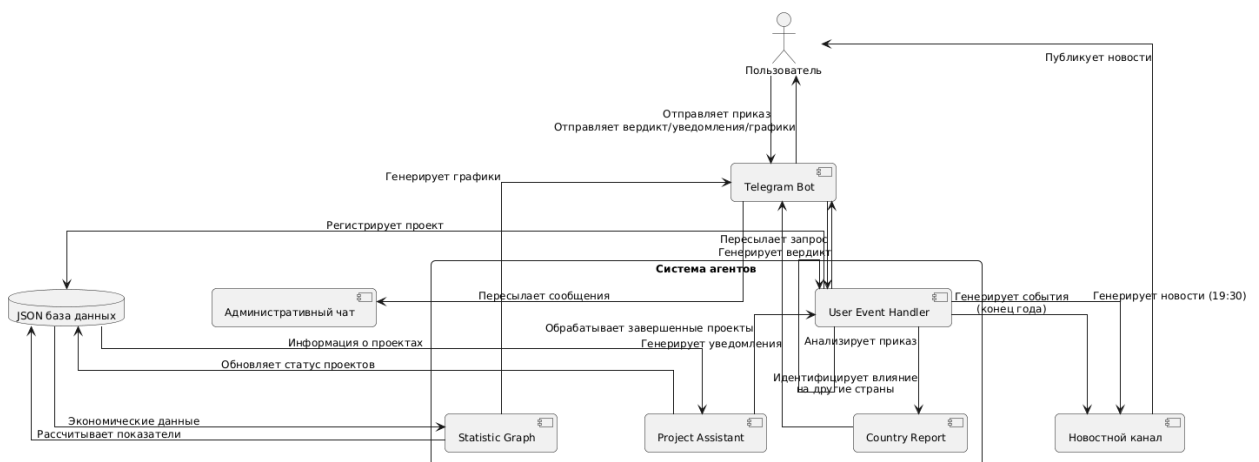 Пользователь
Публикует новости
Отправляет приказ
Отправляет вердикт/уведомления/графики
Генерирует графики
Telegram Bot
Регистрирует проект
Пересылает запрос
Генерирует вердикт
Система агентов
JSON база данных
Административный чат
Пересылает сообщения
User Event Handler
Генерирует события
(конец года)
Генерирует новости (19:30)
Обрабатывает завершенные проекты
Генерирует уведомления
Анализирует приказ
Информация о проектах
Обновляет статус проектов
Идентифицирует влияние
на другие страны
Экономические данные
Рассчитывает показатели
Statistic Graph
Project Assistant
Country Report
Новостной канал